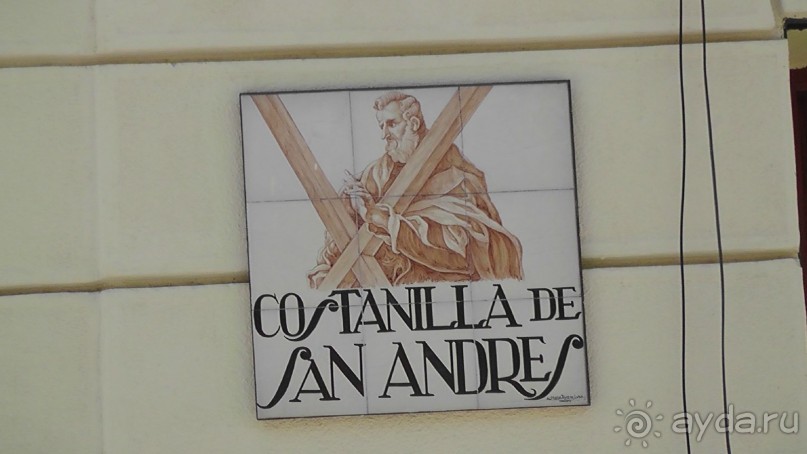 COSTANILLA DE
SAN ANDRES
ayda.ru